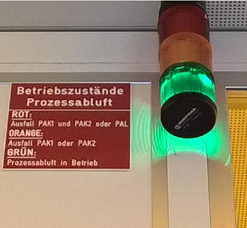 Betriebszustände
Prozessabluft
ROT:
Ausfall PAK1 und PAK2 oder PAL
ORANGE:
Ausfall PAK1 oder PAK2
GRÜN:
Prozessabluft in Betrieb